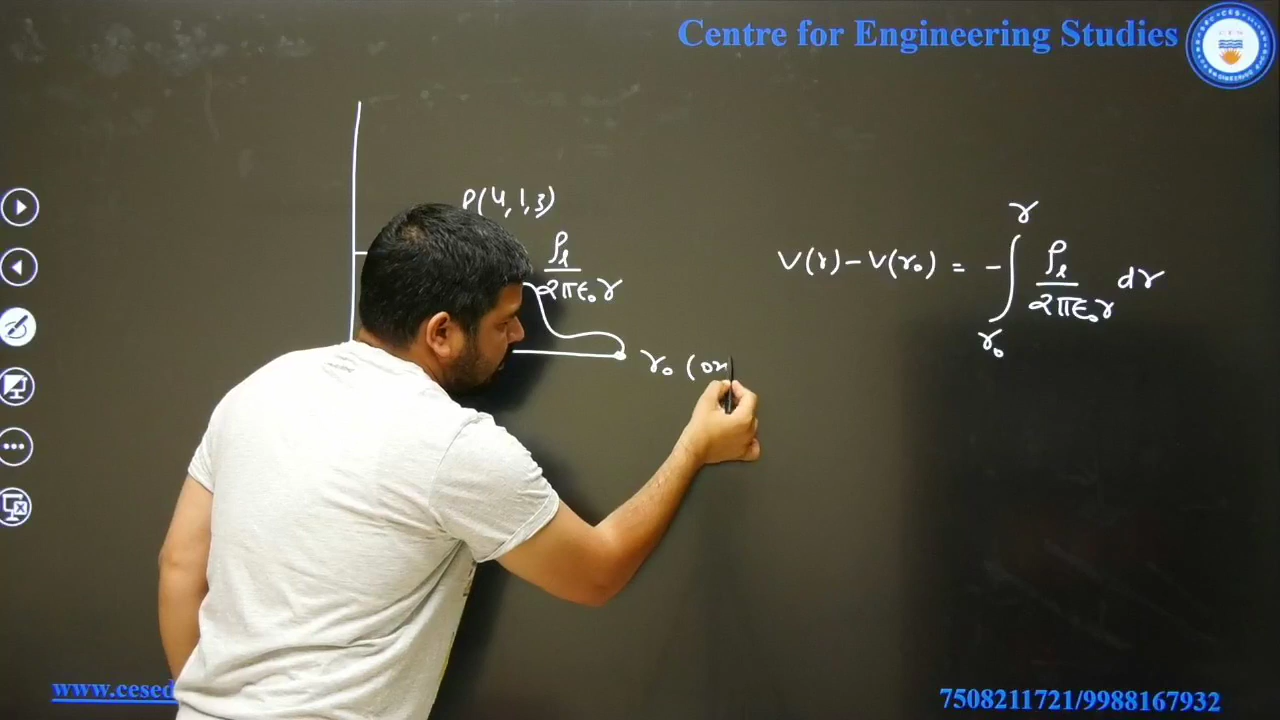 Centre for Engineering Studies
P(4,1,3)
ρl
2πϵ₀r
r
V(r) - V(r₀) = - ∫ ρl / 2πϵ₀r dr
r₀
r₀ (or
www.cesed
7508211721/9988167932